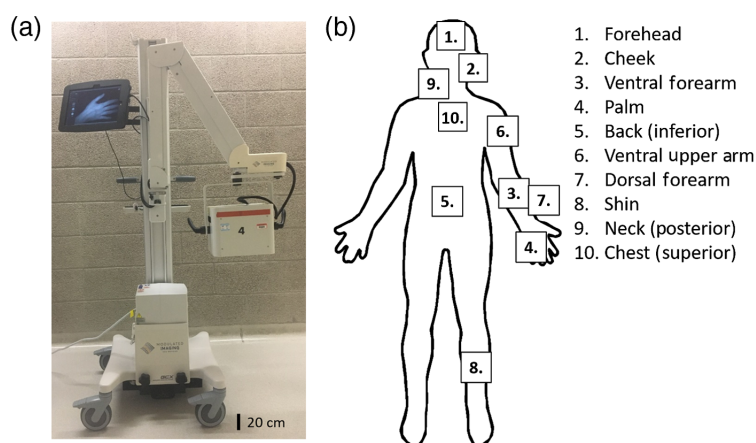 (a)
4
MODULATED
IMAGING
20 cm
(b)
1.
2.
9.
10.
6.
3.
7.
5.
4.
8.
1. Forehead
2. Cheek
3. Ventral forearm
4. Palm
5. Back (inferior)
6. Ventral upper arm
7. Dorsal forearm
8. Shin
9. Neck (posterior)
10. Chest (superior)